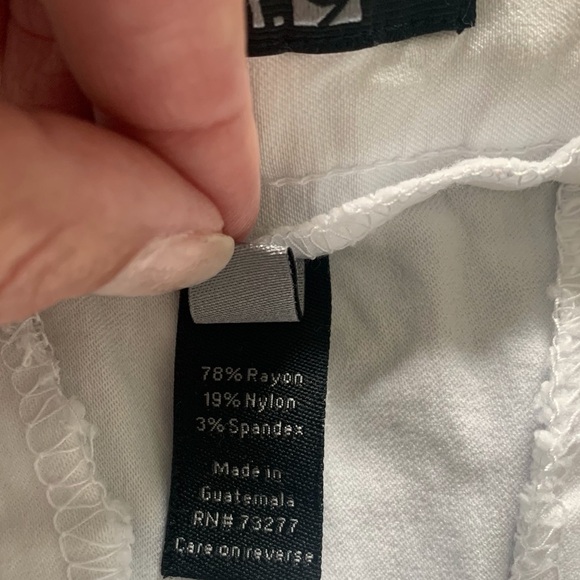 78% Rayon
19% Nylon
3% Spandex
Made in
Guatemala
RN# 73277
Care on reverse